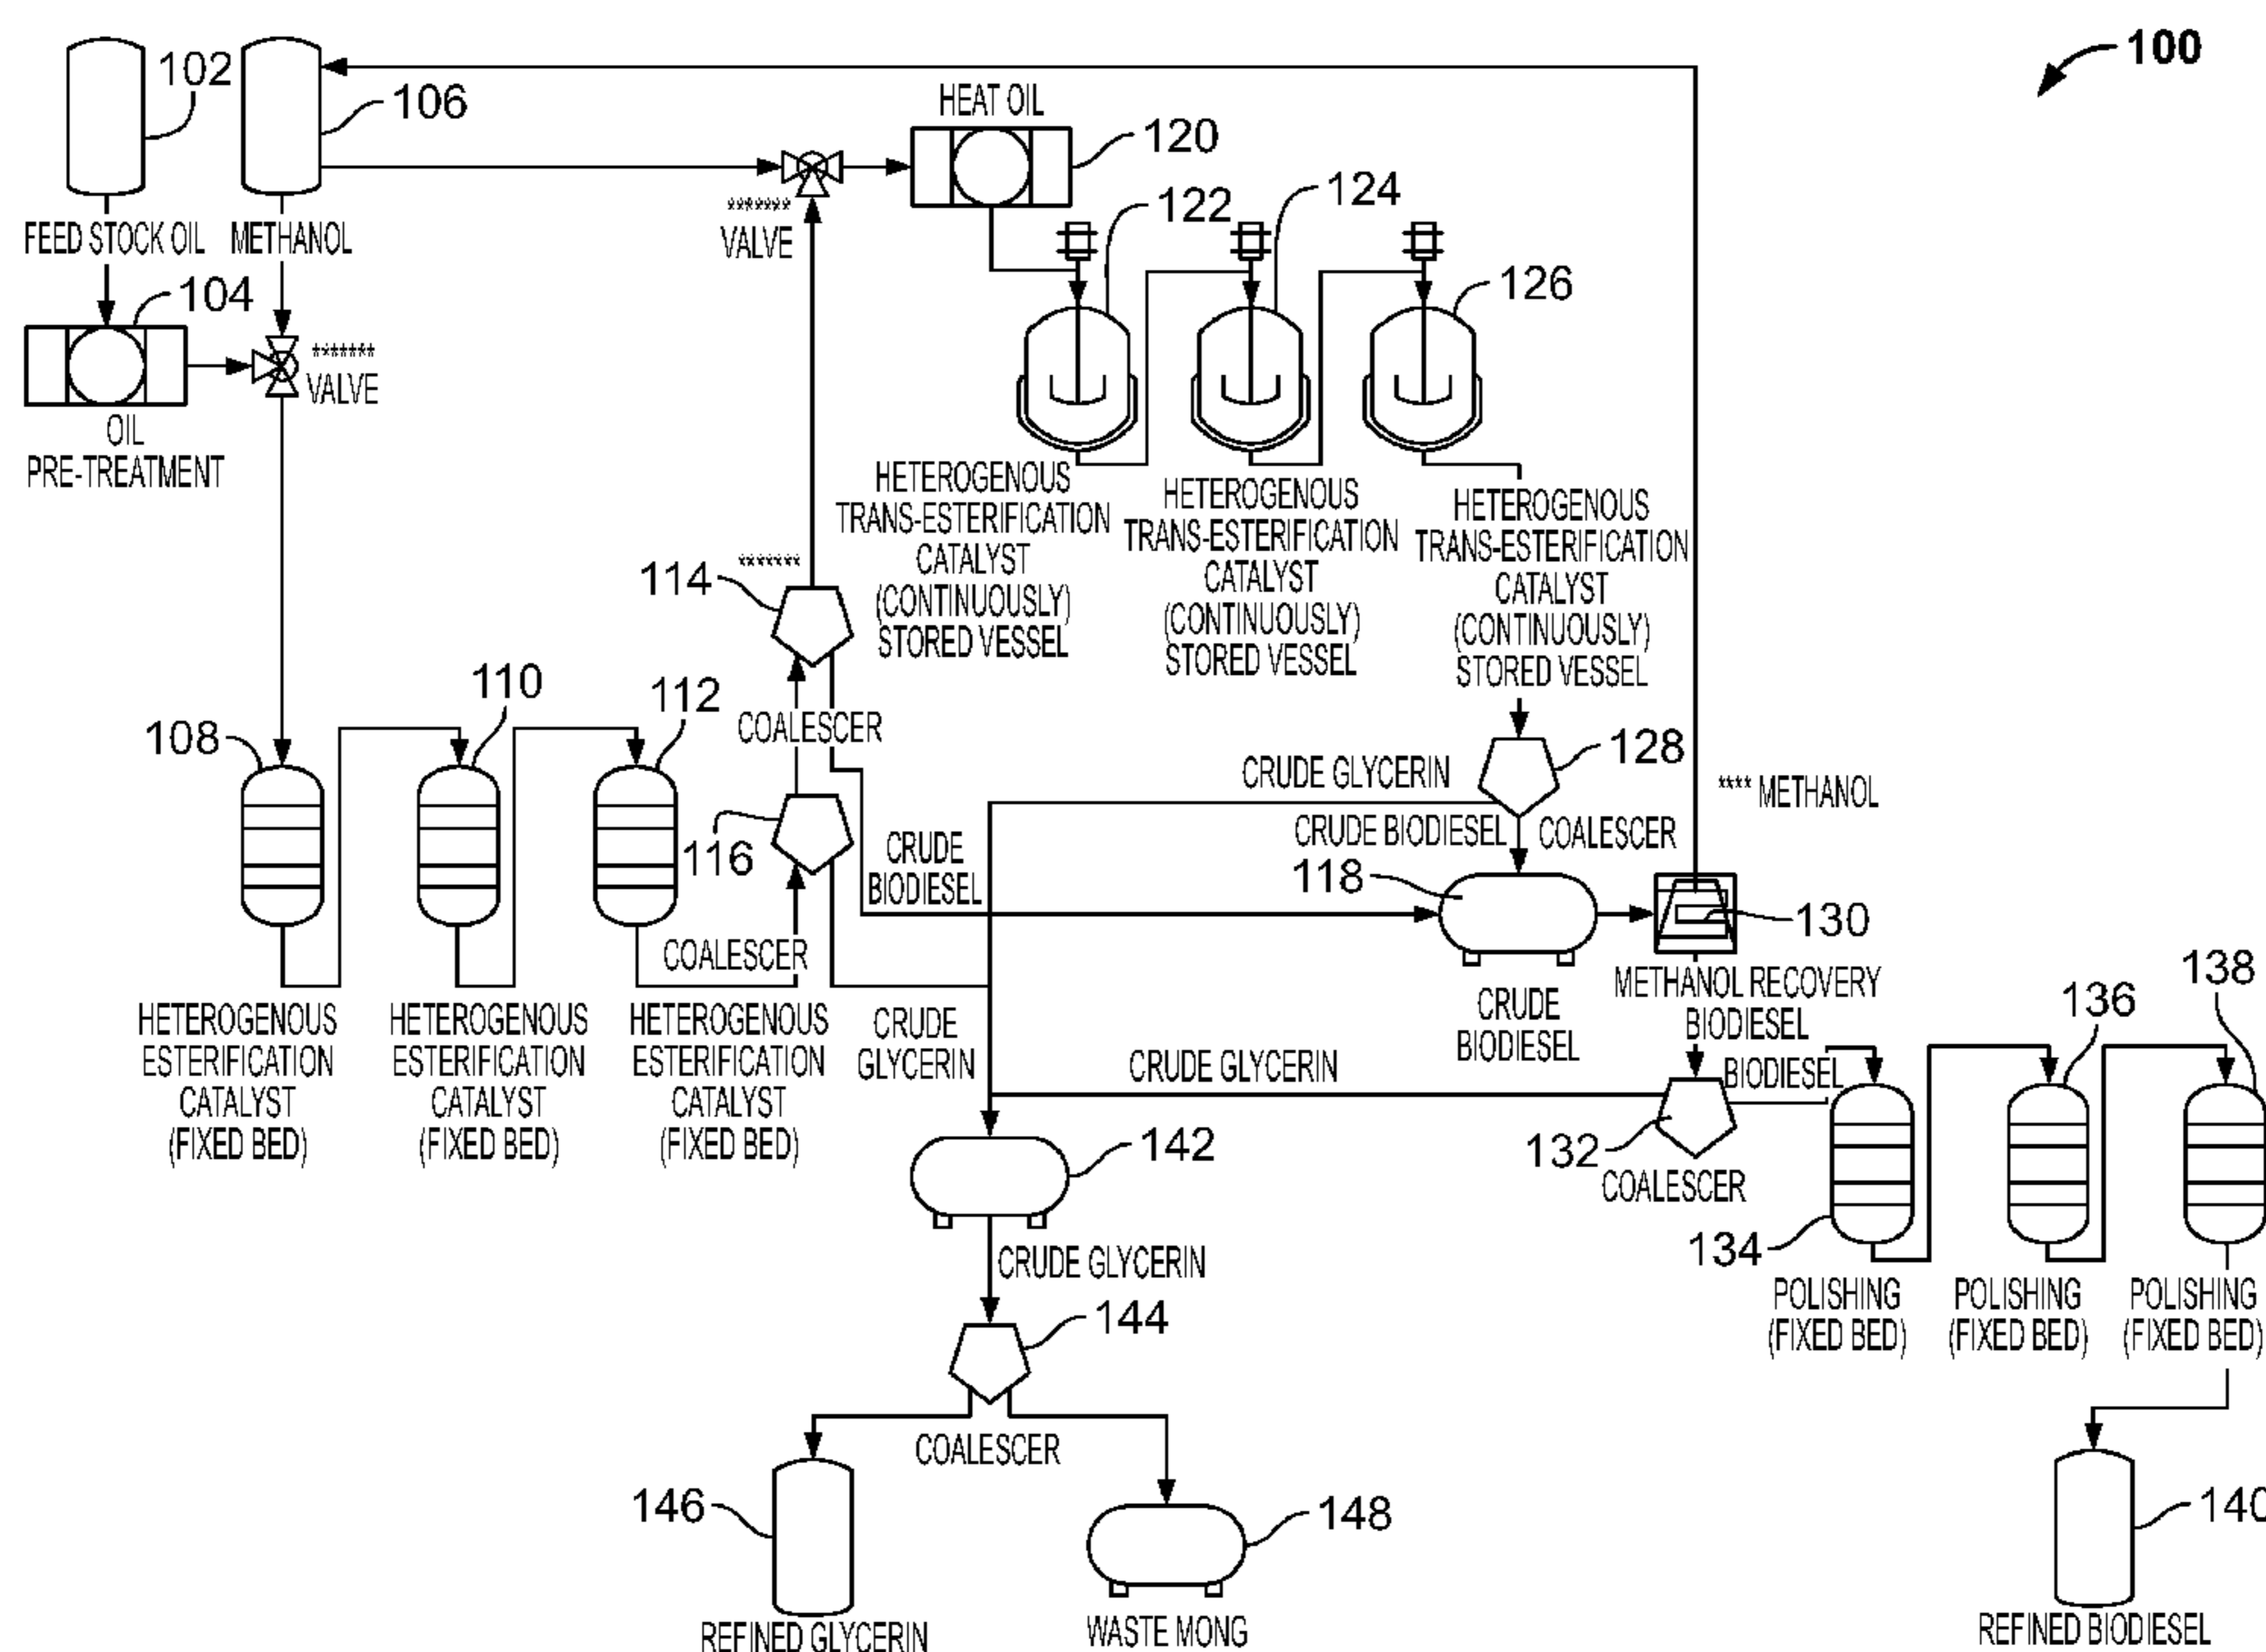 100
102
106
HEAT OIL
120
122
124
126
FEED STOCK OIL
METHANOL
*******
VALVE
104
*******
VALVE
OIL
PRE-TREATMENT
HETEROGENOUS
TRANS-ESTERIFICATION
CATALYST
(CONTINUOUSLY)
STORED VESSEL
HETEROGENOUS
TRANS-ESTERIFICATION
CATALYST
(CONTINUOUSLY)
STORED VESSEL
HETEROGENOUS
TRANS-ESTERIFICATION
CATALYST
(CONTINUOUSLY)
STORED VESSEL
*******
114
108
110
112
COALESCER
116
CRUDE GLYCERIN
128
**** METHANOL
CRUDE BIODIESEL
COALESCER
CRUDE
BIODIESEL
118
130
COALESCER
METHANOL RECOVERY
BIODIESEL
138
136
HETEROGENOUS
ESTERIFICATION
CATALYST
(FIXED BED)
HETEROGENOUS
ESTERIFICATION
CATALYST
(FIXED BED)
HETEROGENOUS
ESTERIFICATION
CATALYST
(FIXED BED)
CRUDE
GLYCERIN
CRUDE
BIODIESEL
CRUDE GLYCERIN
BIODIESEL
142
132
COALESCER
134
CRUDE GLYCERIN
POLISHING
(FIXED BED)
POLISHING
(FIXED BED)
POLISHING
(FIXED BED)
144
COALESCER
146
148
140
REFINED GLYCERIN
WASTE MONG
REFINED BIODIESEL